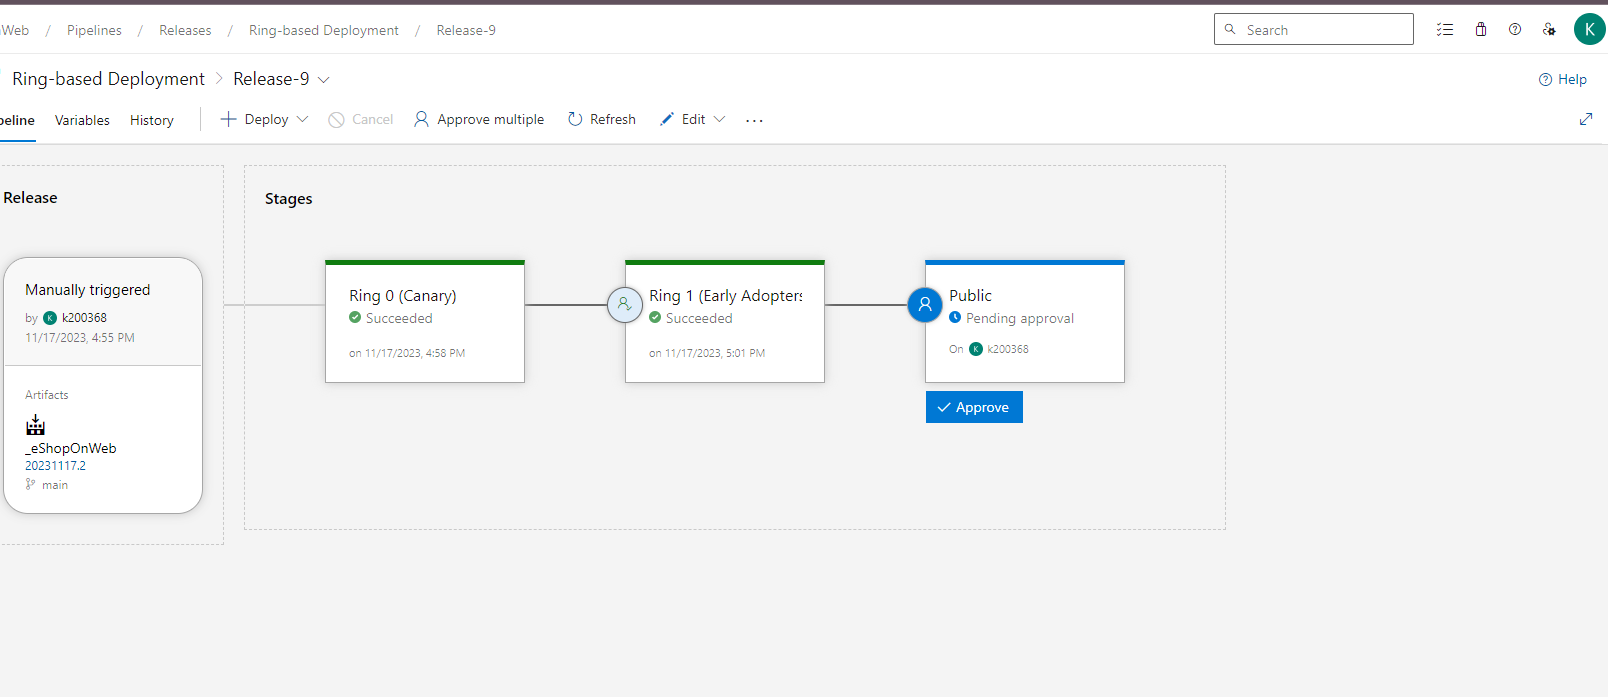 Web / Pipelines / Releases / Ring-based Deployment / Release-9
Search
K
Ring-based Deployment > Release-9
Help
peline Variables History Deploy Cancel Approve multiple Refresh Edit ...
Release
Stages
Manually triggered
by K k200368
11/17/2023, 4:55 PM
Artifacts
_eShopOnWeb
20231117.2
main
Ring 0 (Canary)
Succeeded
on 11/17/2023, 4:58 PM
Ring 1 (Early Adopters
Succeeded
on 11/17/2023, 5:01 PM
Public
Pending approval
On K k200368
Approve